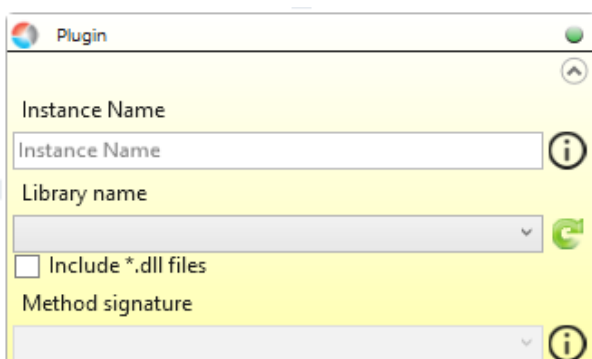 Plugin
Instance Name
Instance Name
Library name
Include *.dll files
Method signature